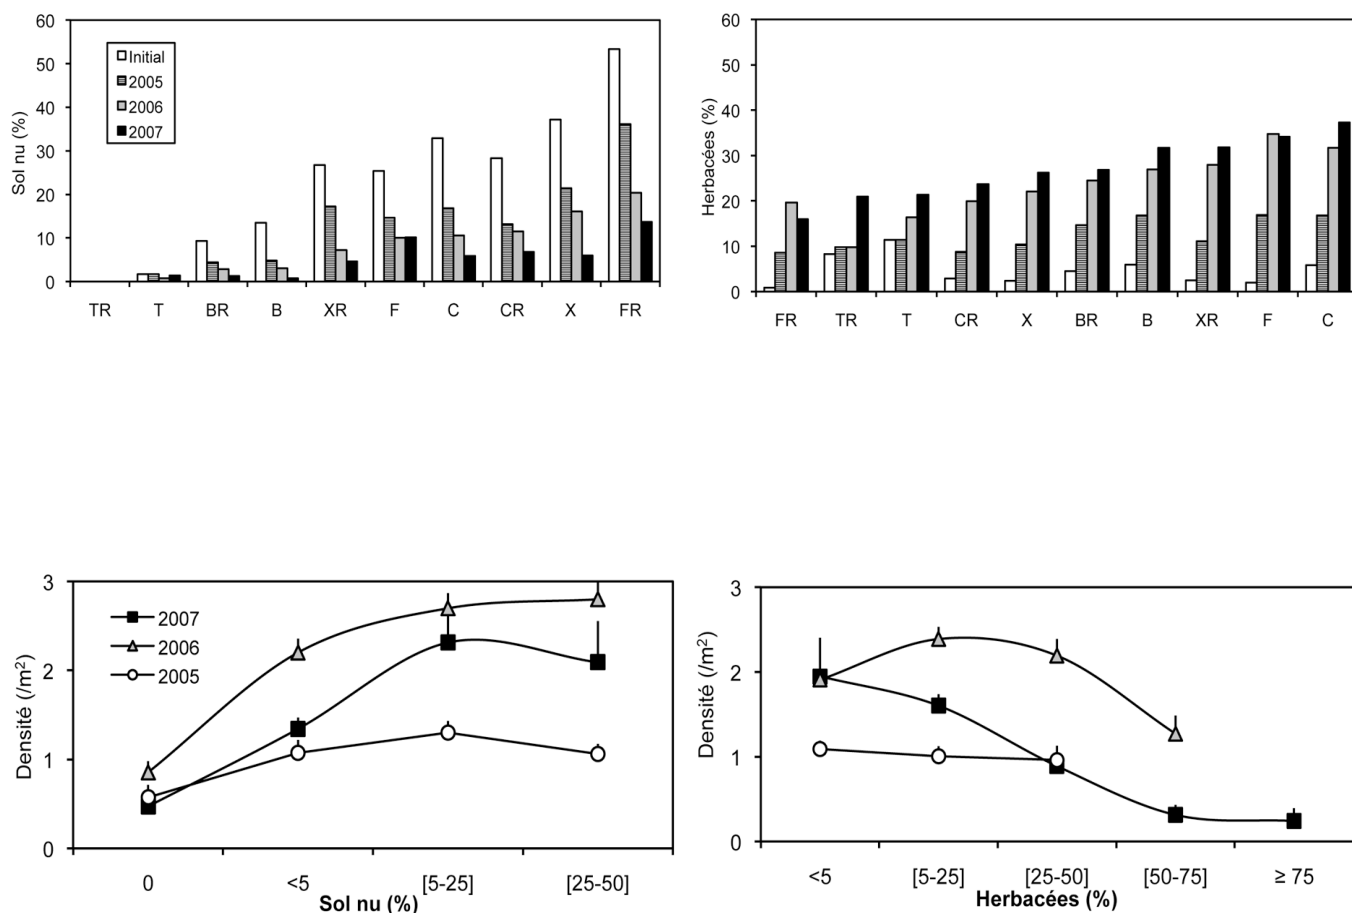 60
50
40
30
20
10
0
Sol nu (%)
Initial
2005
2006
2007
TR T BR B XR F C CR X FR
60
50
40
30
20
10
0
Herbacées (%)
FR TR T CR X BR B XR F C
3
2
1
0
Densité (/m²)
2007
2006
2005
0 <5 [5-25] [25-50]
Sol nu (%)
3
2
1
0
Densité (/m²)
<5 [5-25] [25-50] [50-75] ≥ 75
Herbacées (%)